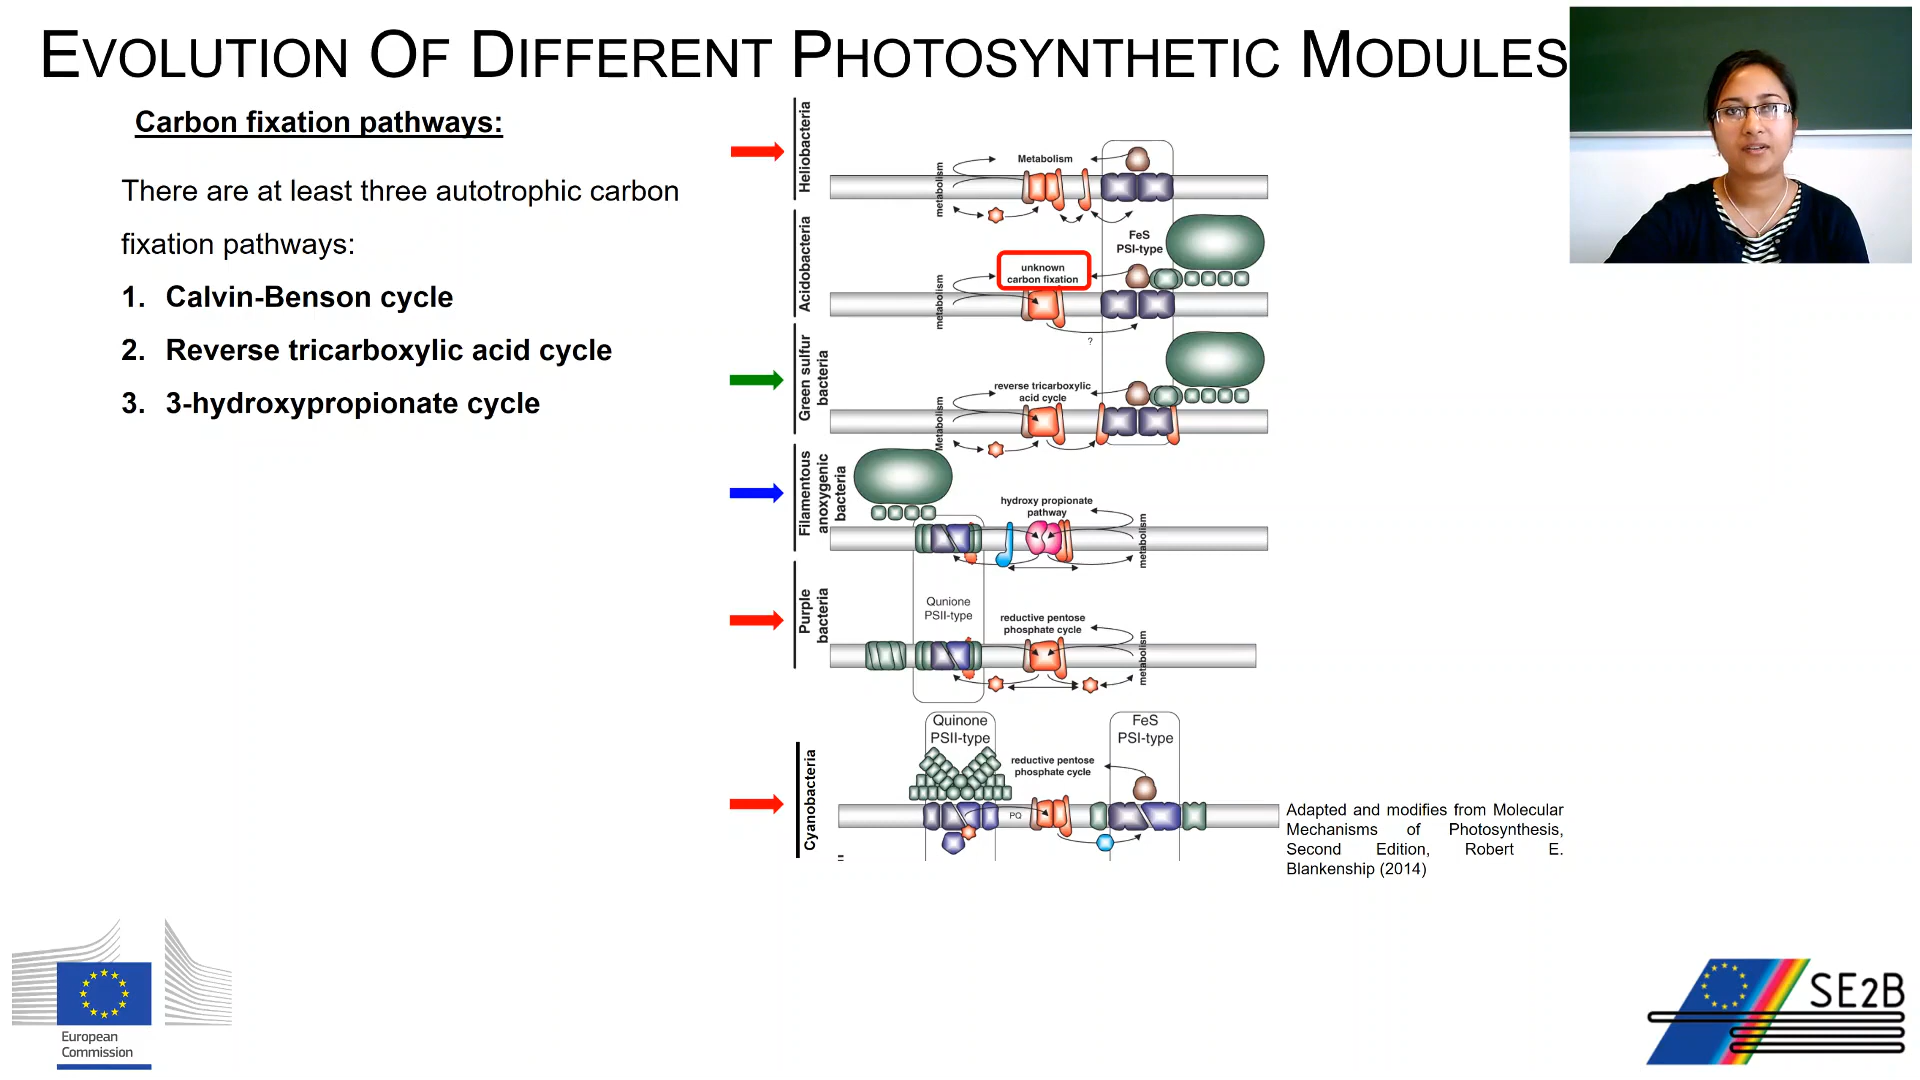 EVOLUTION OF DIFFERENT PHOTOSYNTHETIC MODULES
Carbon fixation pathways:
There are at least three autotrophic carbon
fixation pathways:
1. Calvin-Benson cycle
2. Reverse tricarboxylic acid cycle
3. 3-hydroxypropionate cycle
Heliobacteria
metabolism
Metabolism
Acidobacteria
metabolism
unknown
carbon fixation
FeS
PSI-type
?
Green sulfur
bacteria
Metabolism
reverse tricarboxylic
acid cycle
Filamentous
anoxygenic
bacteria
hydroxy propionate
pathway
metabolism
Purple
bacteria
Qunione
PSII-type
reductive pentose
phosphate cycle
metabolism
Cyanobacteria
Quinone
PSII-type
reductive pentose
phosphate cycle
FeS
PSI-type
PQ
Adapted and modifies from Molecular
Mechanisms of Photosynthesis,
Second Edition, Robert E.
Blankenship (2014)
European
Commission
SE2B